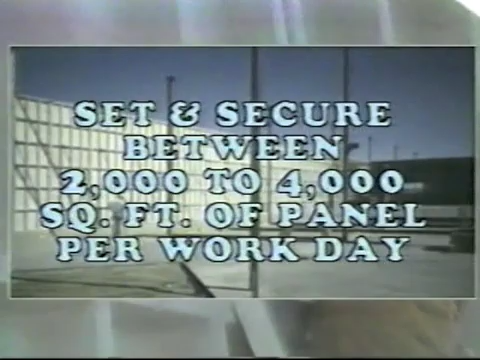 SET & SECURE
BETWEEN
2,000 TO 4,000
SQ. FT. OF PANEL
PER WORK DAY